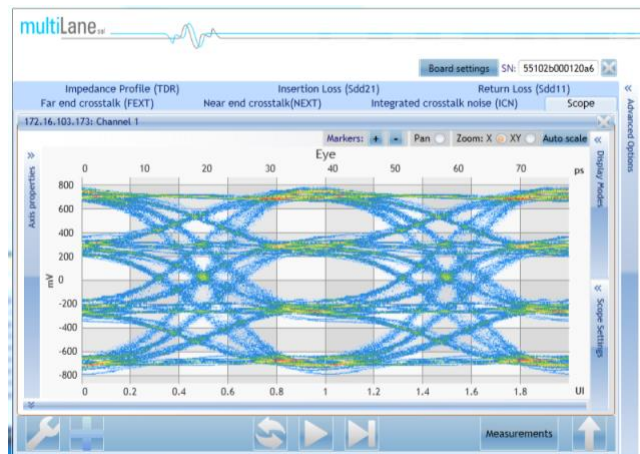 multiLane sal
Board settings SN: 55102b000120a6
Impedance Profile (TDR) Insertion Loss (Sdd21) Return Loss (Sdd11)
Far end crosstalk (FEXT) Near end crosstalk(NEXT) Integrated crosstalk noise (ICN) Scope
172.16.103.173: Channel 1
Markers: + - Pan Zoom: X XY Auto scale
Eye
0 10 20 30 40 50 60 70 ps
800
600
400
200
0
-200
-400
-600
-800
mV
0 0.2 0.4 0.6 0.8 1 1.2 1.4 1.6 1.8 UI
Axis properties
Display Modes
Scope Settings
Advanced Options
Measurements